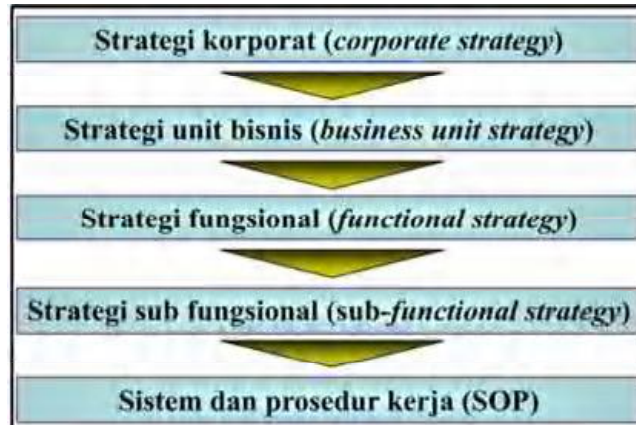 Strategi korporat (corporate strategy)
Strategi unit bisnis (business unit strategy)
Strategi fungsional (functional strategy)
Strategi sub fungsional (sub-functional strategy)
Sistem dan prosedur kerja (SOP)